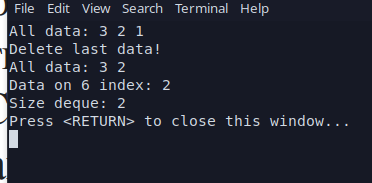 File Edit View Search Terminal Help
All data: 3 2 1
Delete last data!
All data: 3 2
Data on 6 index: 2
Size deque: 2
Press <RETURN> to close this window...